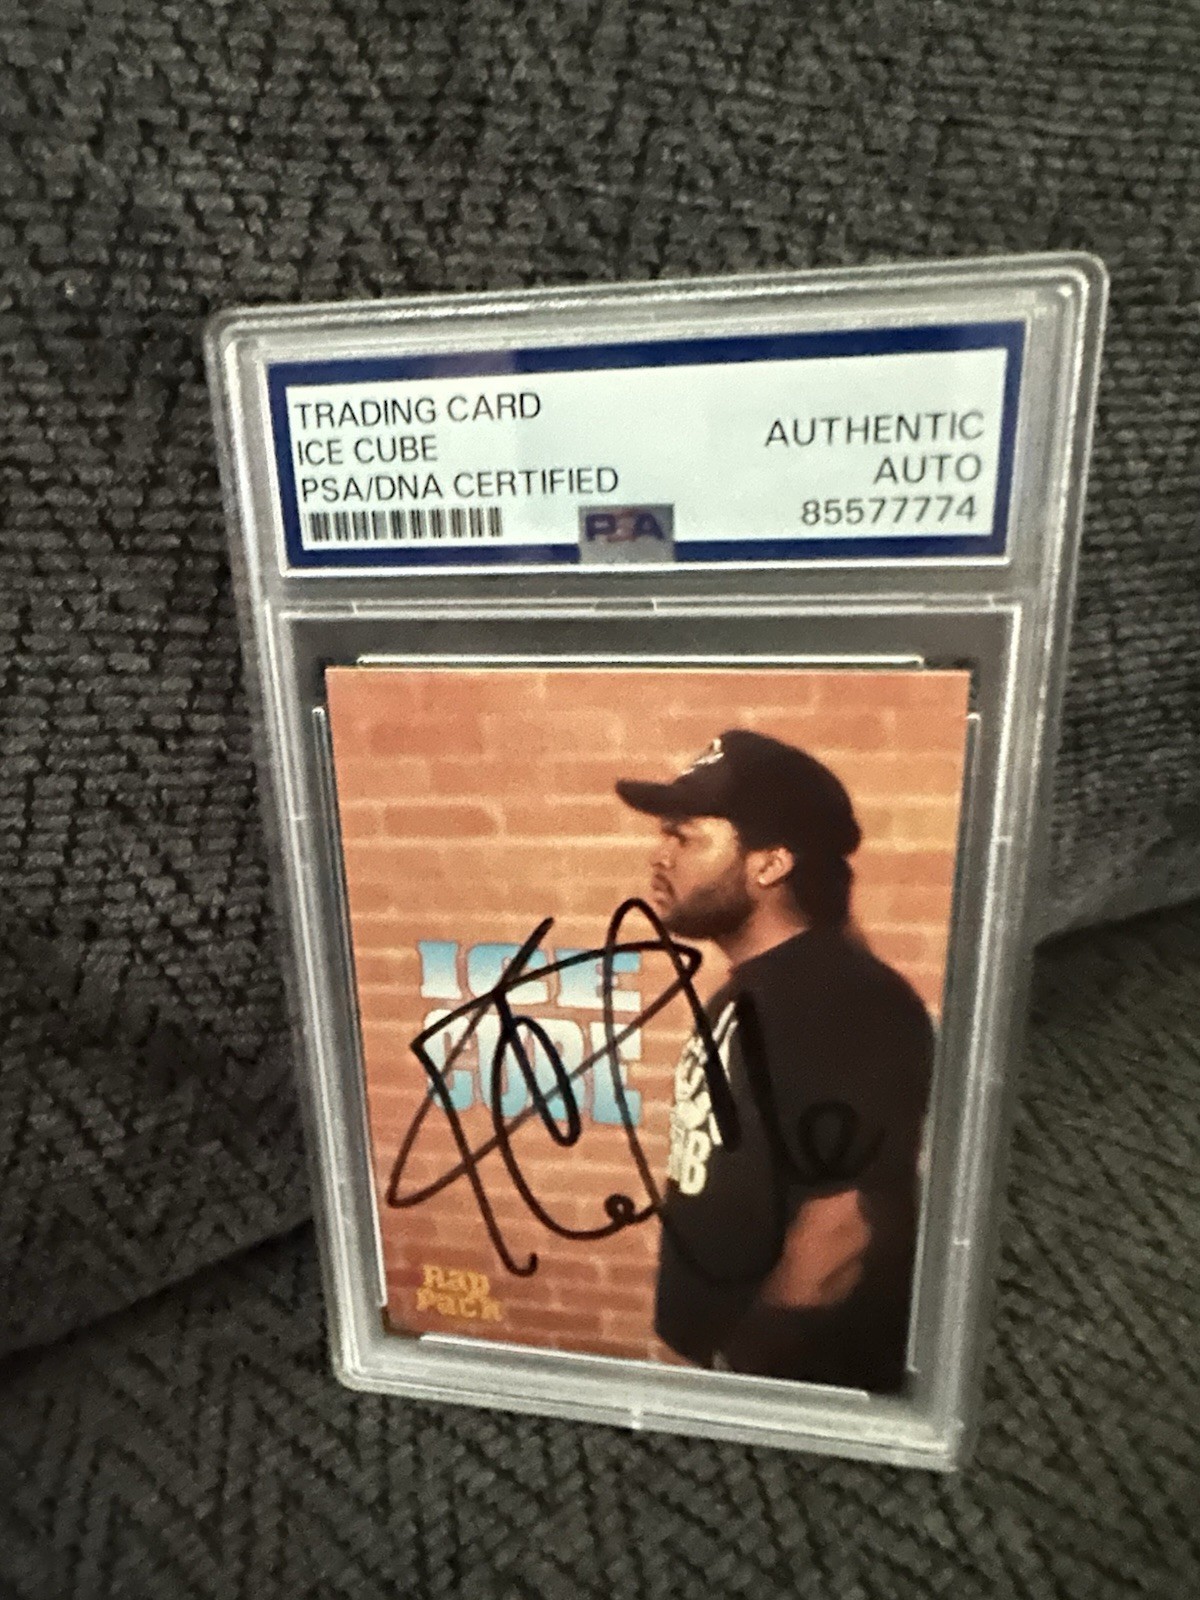 TRADING CARD
ICE CUBE
PSA/DNA CERTIFIED
AUTHENTIC
AUTO
85577774
PSA
ICE
CUBE
Rap
Pack